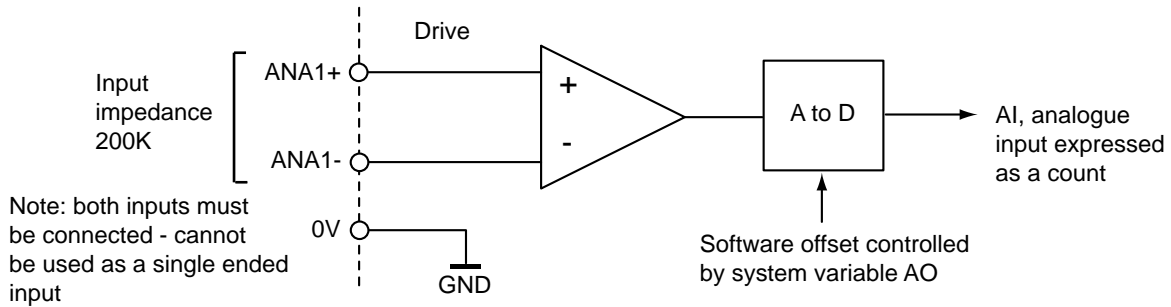 Drive
Input
impedance
200K
ANA1+
ANA1-
+
-
A to D
AI, analogue
input expressed
as a count
Note: both inputs must
be connected - cannot
be used as a single ended
input
0V
GND
Software offset controlled
by system variable AO